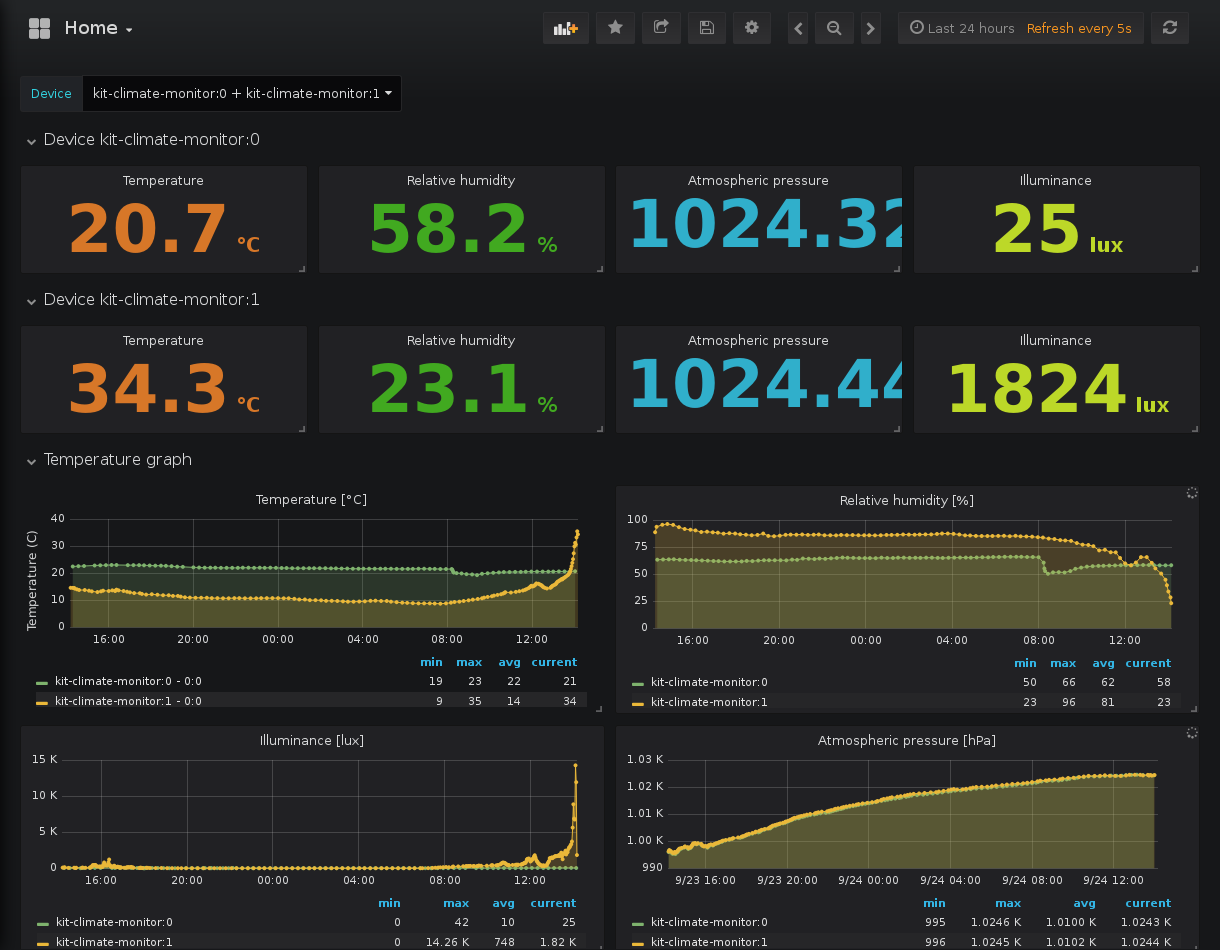 Home
Last 24 hours Refresh every 5s
Device kit-climate-monitor:0 + kit-climate-monitor:1
Device kit-climate-monitor:0
Temperature Relative humidity Atmospheric pressure Illuminance
20.7 °C 58.2 % 1024.32 25 lux
Device kit-climate-monitor:1
Temperature Relative humidity Atmospheric pressure Illuminance
34.3 °C 23.1 % 1024.44 1824 lux
Temperature graph
Temperature [°C]
Temperature (C)
40
30
20
10
0
16:00 20:00 00:00 04:00 08:00 12:00
min max avg current
kit-climate-monitor:0 - 0:0 19 23 22 21
kit-climate-monitor:1 - 0:0 9 35 14 34
Relative humidity [%]
100
75
50
25
0
16:00 20:00 00:00 04:00 08:00 12:00
min max avg current
kit-climate-monitor:0 50 66 62 58
kit-climate-monitor:1 23 96 81 23
Illuminance [lux]
15 K
10 K
5 K
0
16:00 20:00 00:00 04:00 08:00 12:00
min max avg current
kit-climate-monitor:0 0 42 10 25
kit-climate-monitor:1 0 14.26 K 748 1.82 K
Atmospheric pressure [hPa]
1.03 K
1.02 K
1.01 K
1.00 K
990
9/23 16:00 9/23 20:00 9/24 00:00 9/24 04:00 9/24 08:00 9/24 12:00
min max avg current
kit-climate-monitor:0 995 1.0246 K 1.0100 K 1.0243 K
kit-climate-monitor:1 996 1.0245 K 1.0102 K 1.0244 K